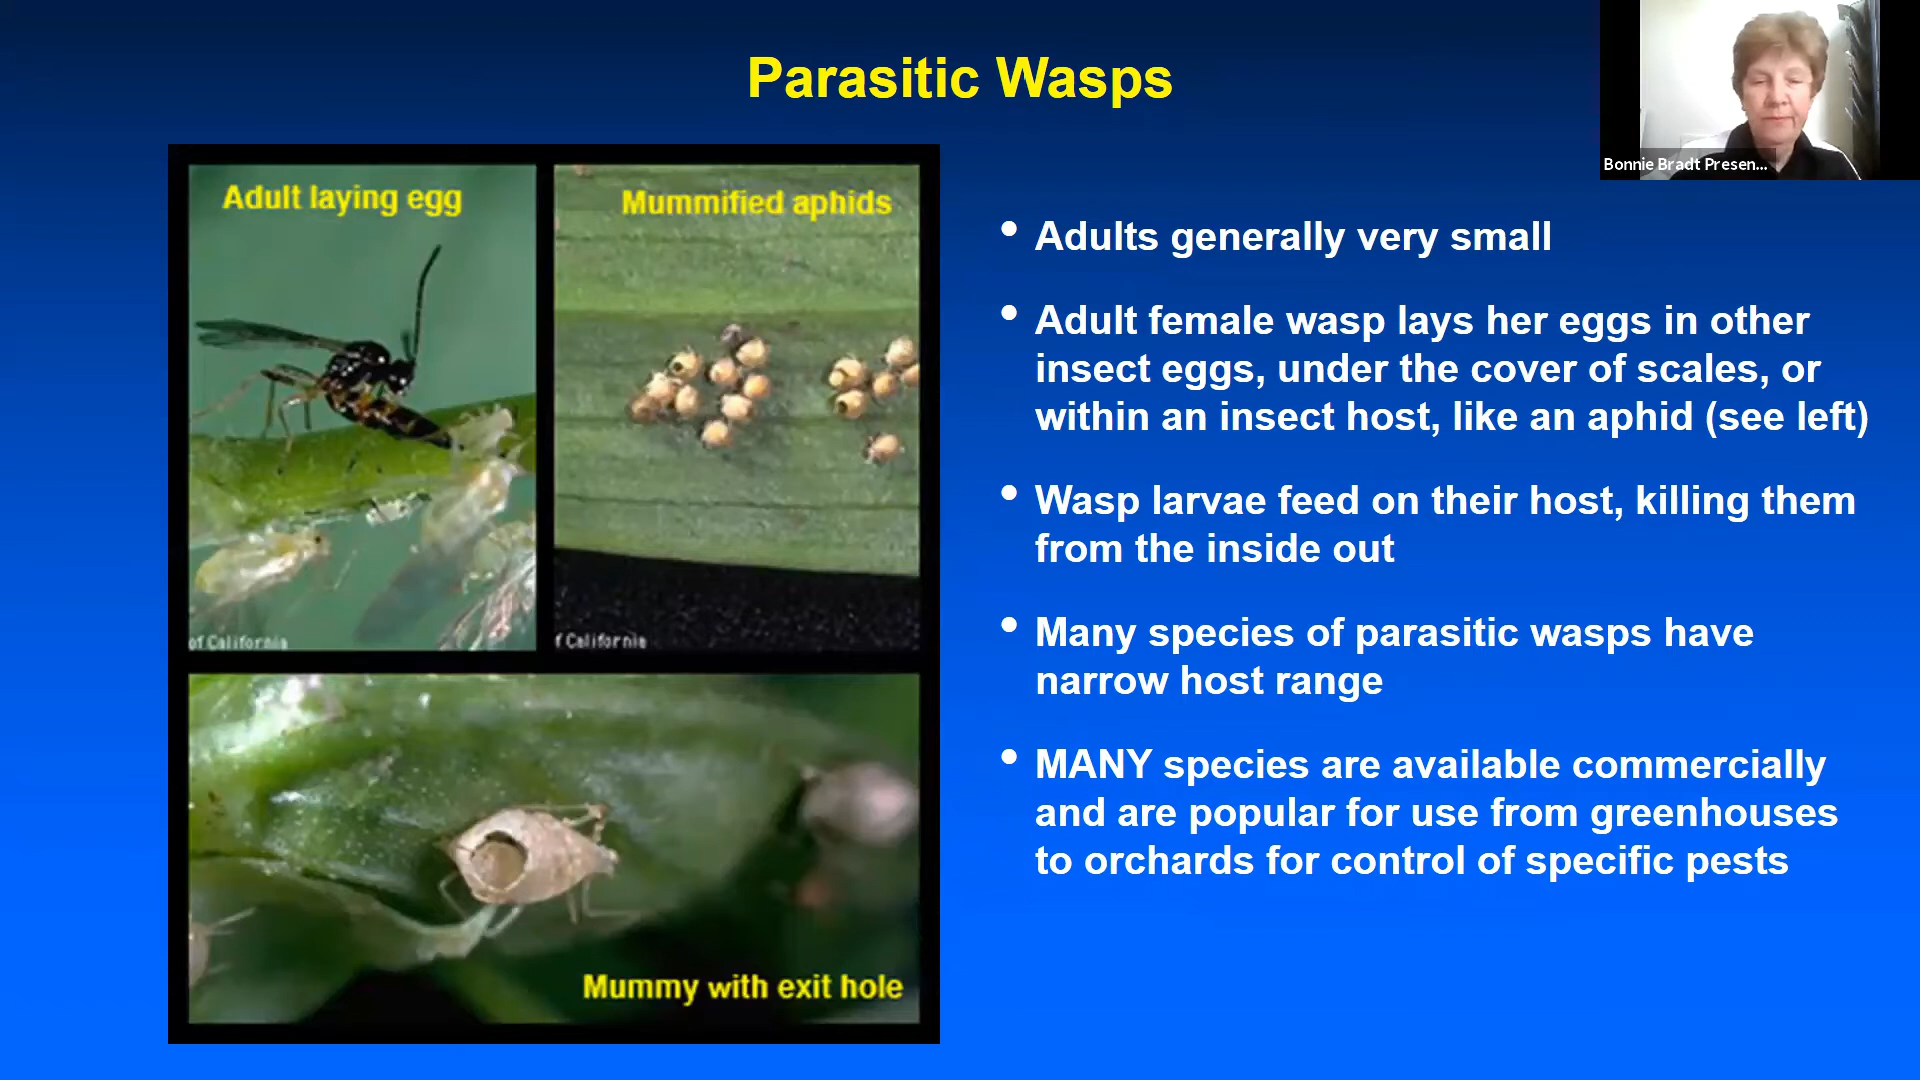 Parasitic Wasps
Bonnie Bradt Presen...
Adult laying egg
Mummified aphids
of California
f California
Mummy with exit hole
• Adults generally very small
• Adult female wasp lays her eggs in other
insect eggs, under the cover of scales, or
within an insect host, like an aphid (see left)
• Wasp larvae feed on their host, killing them
from the inside out
• Many species of parasitic wasps have
narrow host range
• MANY species are available commercially
and are popular for use from greenhouses
to orchards for control of specific pests